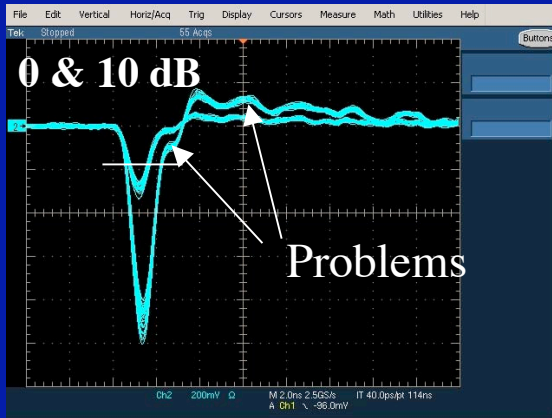 File Edit Vertical Horiz/Acq Trig Display Cursors Measure Math Utilities Help
Tek Stopped 55 Acqs
Buttons
0 & 10 dB
2
Problems
Ch2 200mV Ω M 2.0ns 2.5GS/s IT 40.0ps/pt 114ns
A Ch1 \ -96.0mV